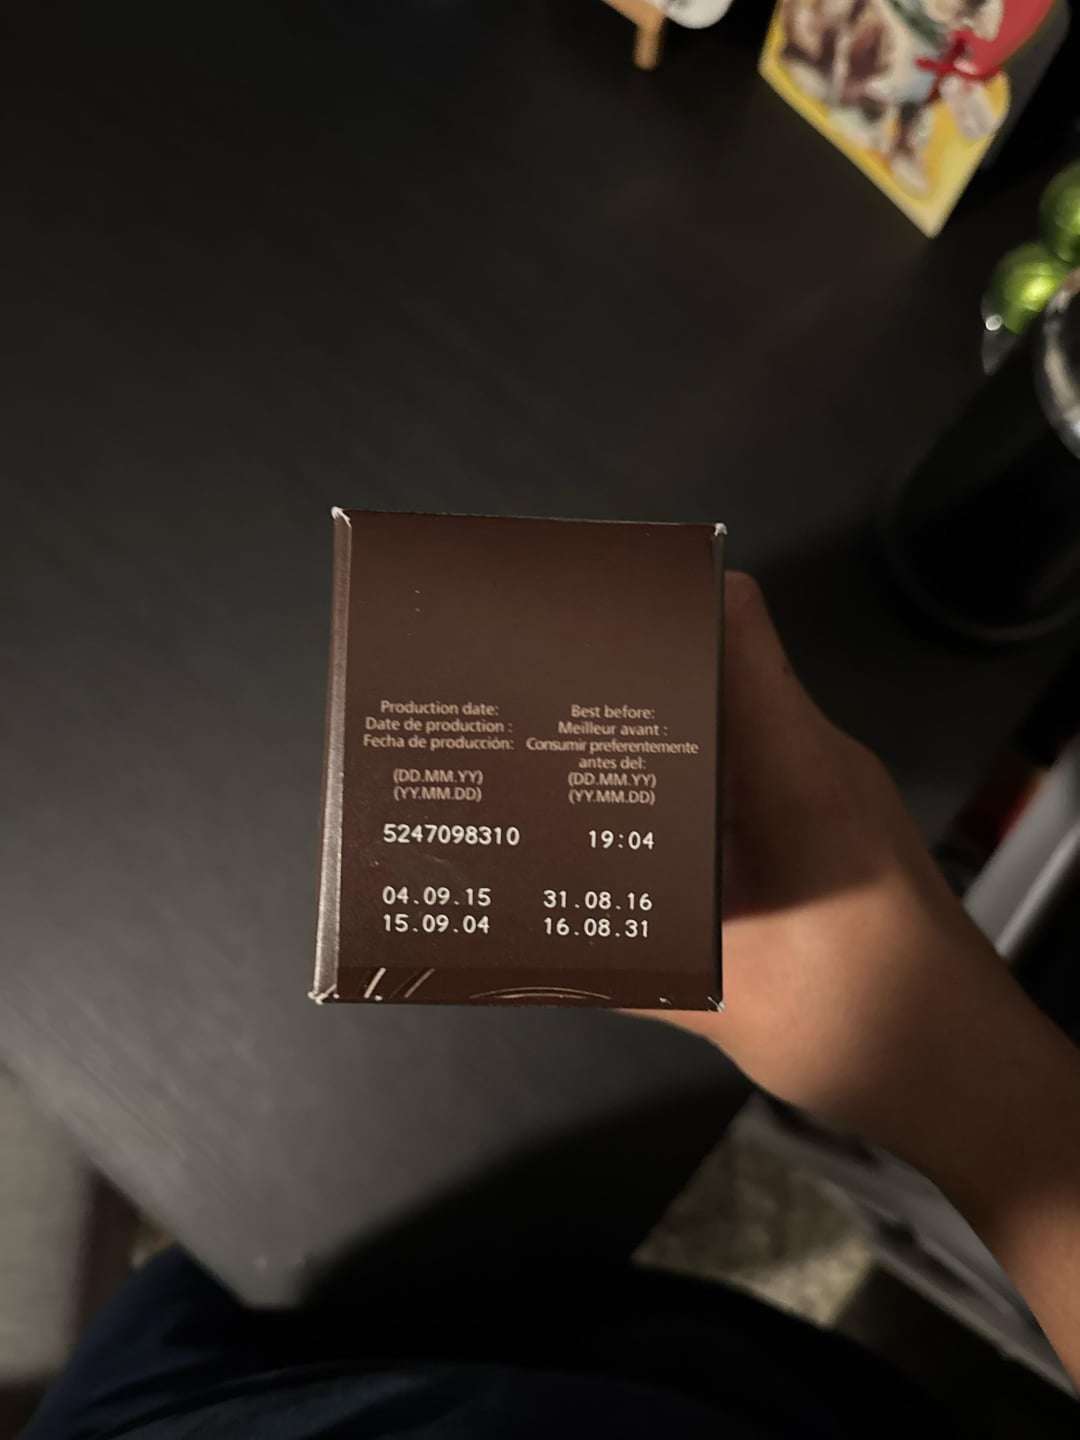 Production date:
Date de production :
Fecha de producción:
(DD.MM.YY)
(YY.MM.DD)
Best before:
Meilleur avant :
Consumir preferentemente
antes del:
(DD.MM.YY)
(YY.MM.DD)
5247098310 19:04
04.09.15 31.08.16
15.09.04 16.08.31